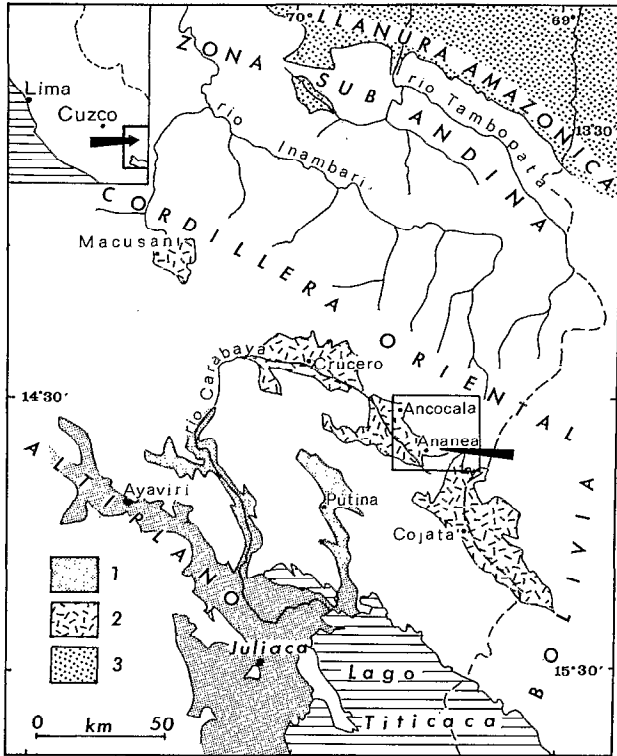 70
69
LLANURA AMAZONICA
ZONA SUB ANDINA
rio Tambopata
13°30
Lima
Cuzco
rio Inambari
CORDILLERA ORIENTAL
Macusani
rio Carabaya
Crucero
14°30'
Ancocala
Ananea
ALTIPLANO
Ayaviri
Putina
Cojata
BOLIVIA
1
2
3
Juliaca
15°30
Lago
Titicaca
0 km 50